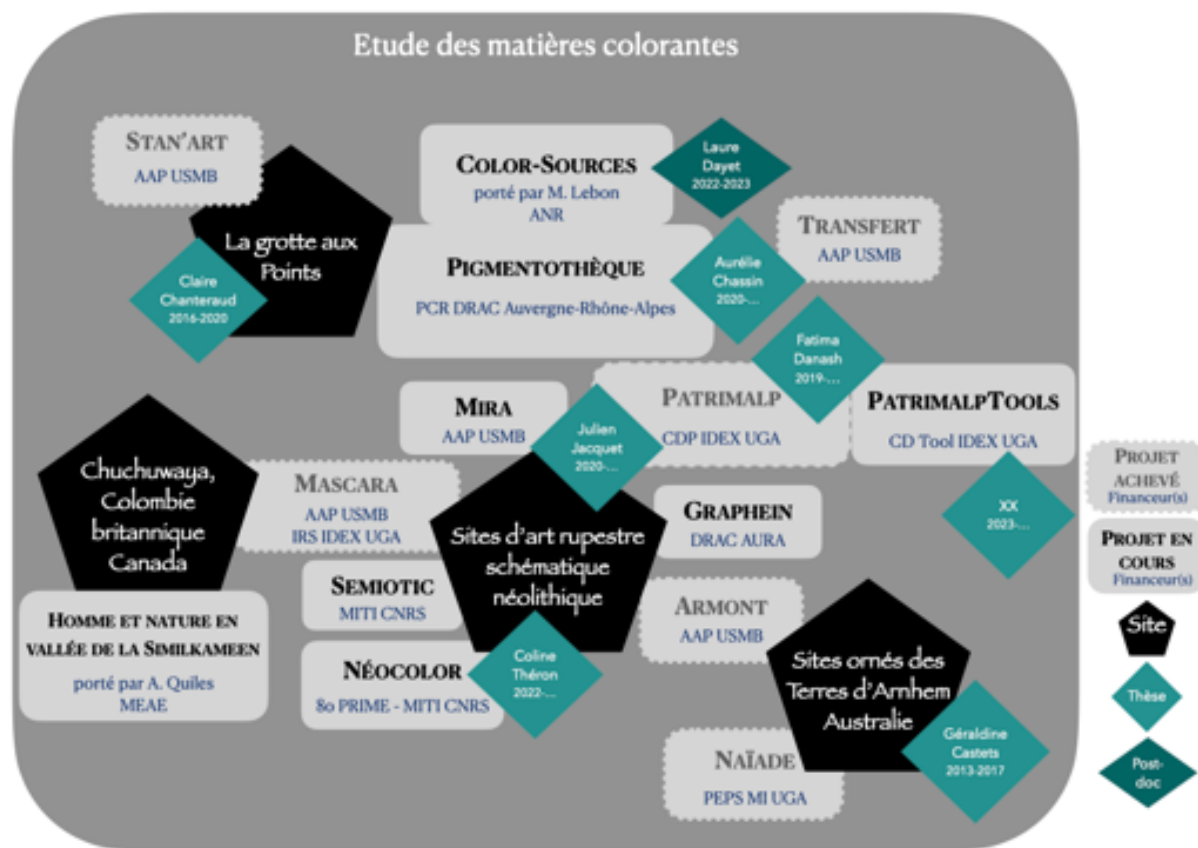 Etude des matières colorantes
STAN'ART
AAP USMB
La grotte aux
Points
Claire
Chanteraud
2016-2020
COLOR-SOURCES
porté par M. Lebon
ANR
Laure
Dayet
2022-2023
PIGMENTOTHÈQUE
PCR DRAC Auvergne-Rhône-Alpes
Aurélie
Chassin
2020-...
TRANSFERT
AAP USMB
Fatima
Danash
2019-...
MIRA
AAP USMB
Julien
Jacquet
2020-...
PATRIMALP
CDP IDEX UGA
PATRIMALPTOOLS
CD Tool IDEX UGA
XX
2023-...
Chuchuwaya,
Colombie
britannique
Canada
MASCARA
AAP USMB
IRS IDEX UGA
Sites d'art rupestre
schématique
néolithique
GRAPHEIN
DRAC AURA
SEMIOTIC
MITI CNRS
ARMONT
AAP USMB
HOMME ET NATURE EN
VALLÉE DE LA SIMILKAMEEN
porté par A. Quiles
MEAE
NÉOCOLOR
80 PRIME - MITI CNRS
Coline
Théron
2022-...
Sites ornés des
Terres d'Arnhem
Australie
Géraldine
Castets
2013-2017
NAÏADE
PEPS MI UGA
PROJET
ACHEVÉ
Financeur(s)
PROJET EN
COURS
Financeur(s)
Site
Thèse
Post-
doc